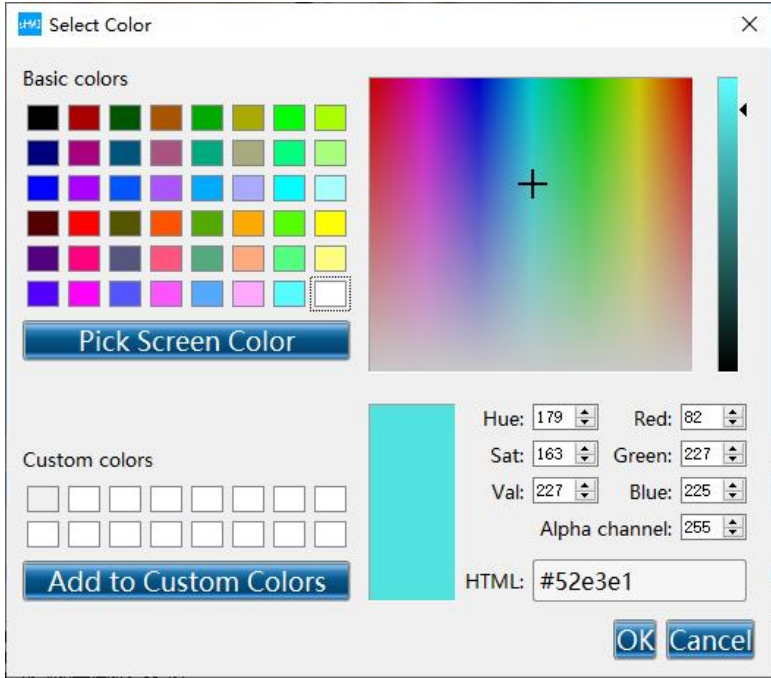 sHMI Select Color
Basic colors
Pick Screen Color
Custom colors
Add to Custom Colors
Hue: 179 Red: 82
Sat: 163 Green: 227
Val: 227 Blue: 225
Alpha channel: 255
HTML: #52e3e1
OK Cancel